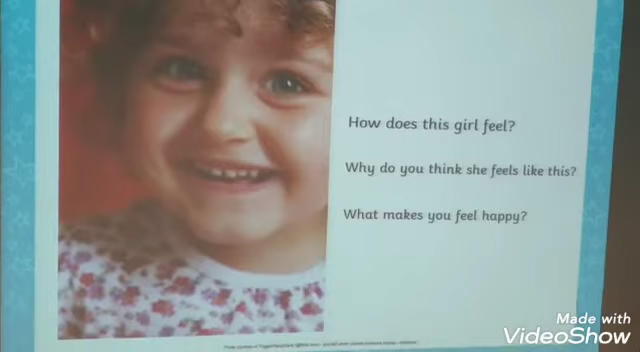 How does this girl feel?
Why do you think she feels like this?
What makes you feel happy?
Made with
VideoShow